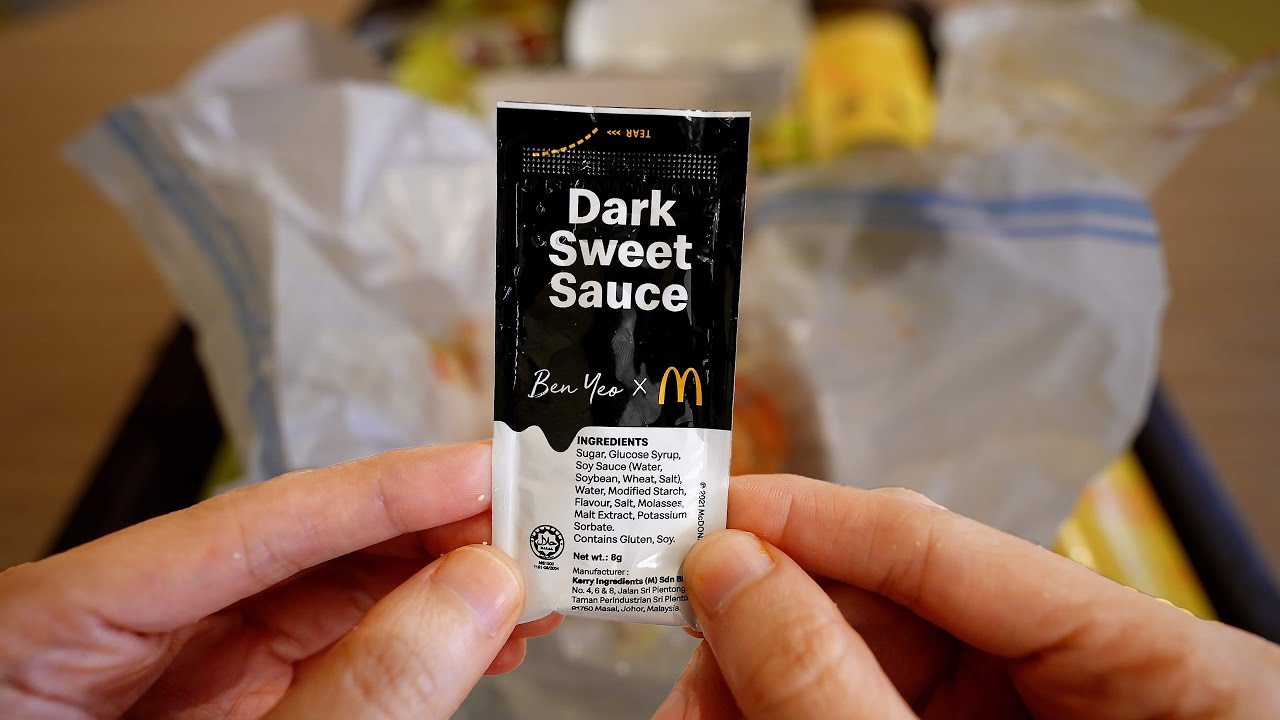 TEAR >>>
Dark
Sweet
Sauce
Ben Yeo X M
INGREDIENTS
Sugar, Glucose Syrup,
Soy Sauce (Water,
Soybean, Wheat, Salt),
Water, Modified Starch,
Flavour, Salt, Molasses,
Malt Extract, Potassium
Sorbate.
Contains Gluten, Soy.
Net wt.: 8g
Manufacturer :
Kerry Ingredients (M) Sdn
No. 4, 6 & 8, Jalan Sri Plentong
Taman Perindustrian Sri
81750 Masai, Johor, Malaysia.
© 2021
HALAL